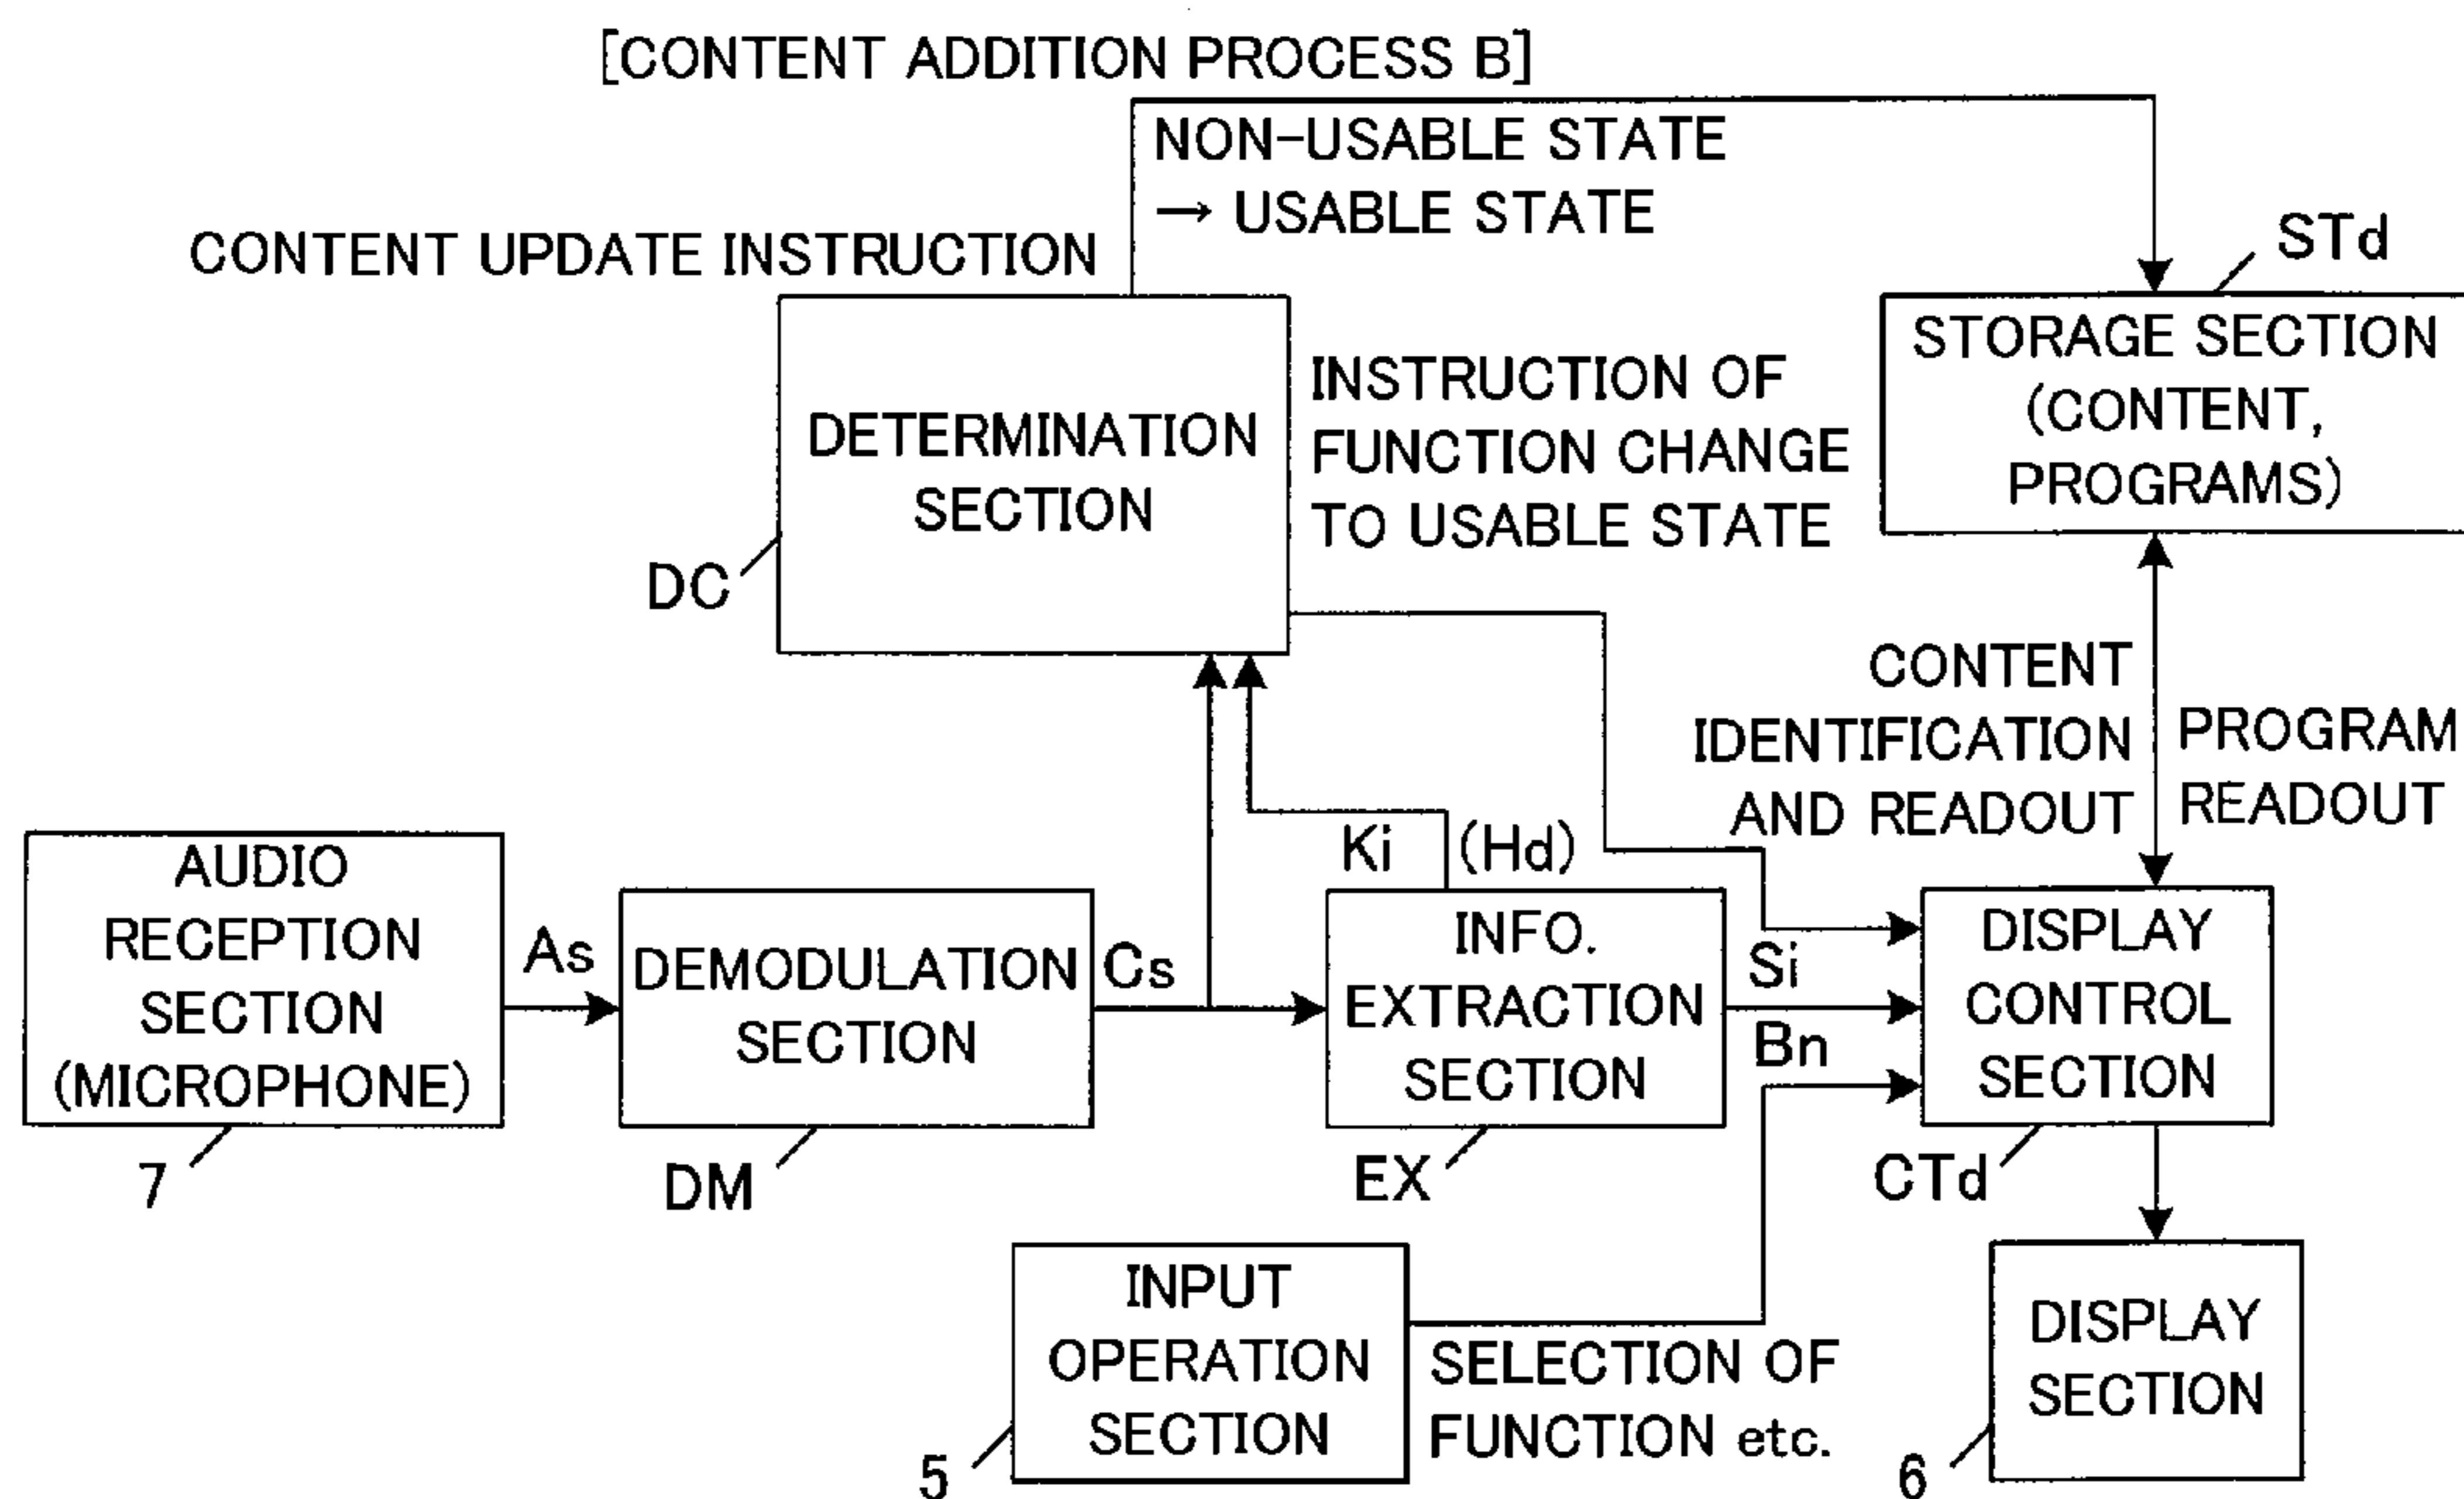 [CONTENT ADDITION PROCESS B]
NON-USABLE STATE
→ USABLE STATE
CONTENT UPDATE INSTRUCTION
STd
STORAGE SECTION
(CONTENT,
PROGRAMS)
DETERMINATION
SECTION
DC
INSTRUCTION OF
FUNCTION CHANGE
TO USABLE STATE
CONTENT
IDENTIFICATION
AND READOUT
PROGRAM
READOUT
Ki (Hd)
AUDIO
RECEPTION
SECTION
(MICROPHONE)
7
As
DEMODULATION
SECTION
DM
Cs
INFO.
EXTRACTION
SECTION
EX
Si
Bn
DISPLAY
CONTROL
SECTION
CTd
INPUT
OPERATION
SECTION
5
SELECTION OF
FUNCTION etc.
DISPLAY
SECTION
6